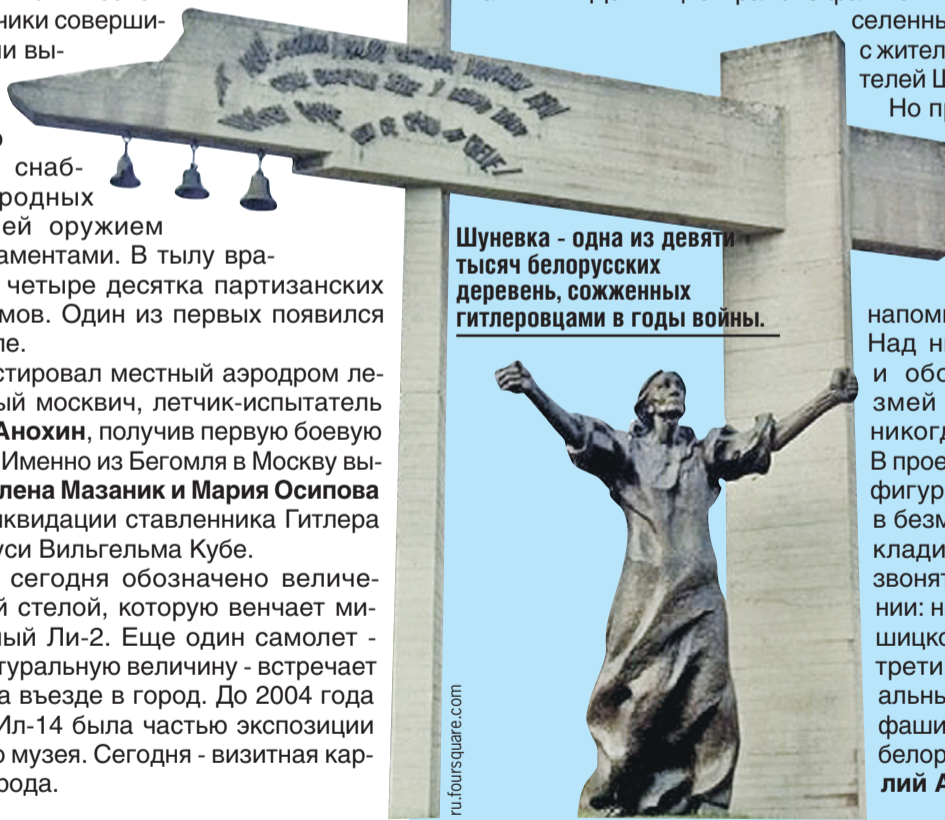 ники соверши-
ли вы-
снаб-
родных
ей оружием
аментами. В тылу вра-
четыре десятка партизанских
мов. Один из первых появился
ле.
стировал местный аэродром ле-
ый москвич, летчик-испытатель
Анохин, получив первую боевую
Именно из Бегомля в Москву вы-
лена Мазаник и Мария Осипова
иквидации ставленника Гитлера
уси Вильгельма Кубе.
сегодня обозначено величе-
й стелой, которую венчает ми-
ный Ли-2. Еще один самолет -
туральную величину - встречает
а въезде в город. До 2004 года
Ил-14 была частью экспозиции
о музея. Сегодня - визитная кар-
рода.
Шуневка - одна из девяти
тысяч белорусских
деревень, сожженных
гитлеровцами в годы войны.
ru.foursquare.com
селенны
с жител
телей Ш
Но пр
напоми
Над ни
и обо
змей
никогд
В прое
фигур
в безм
клади
звонят
нии: н
шицко
трети
альны
фаши
белор
лий А